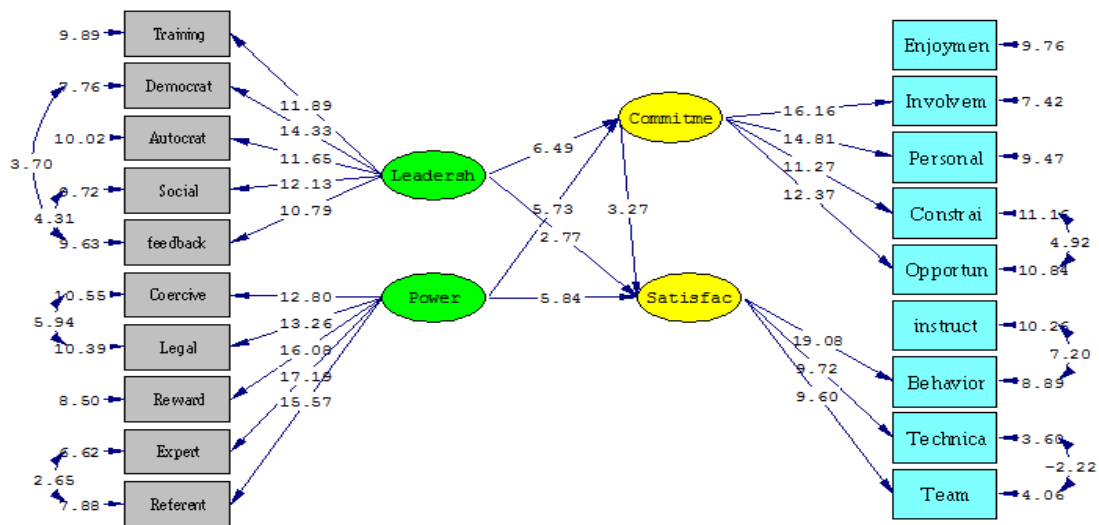 9.89
Training
7.76
Democrat
10.02
Autocrat
3.70
9.72
Social
4.31
9.63
feedback
10.55
Coercive
5.94
10.39
Legal
8.50
Reward
6.62
Expert
2.65
7.88
Referent
11.89
14.33
11.65
12.13
10.79
Leadersh
12.80
13.26
16.08
17.19
15.57
Power
6.49
5.73
2.77
5.84
3.27
Commitme
Satisfac
16.16
14.81
11.27
12.37
19.08
9.72
9.60
Enjoymen
9.76
Involvem
7.42
Personal
9.47
Constrai
11.16
4.92
Opportun
10.84
instruct
10.26
7.20
Behavior
8.89
Technica
3.60
-2.22
Team
4.06